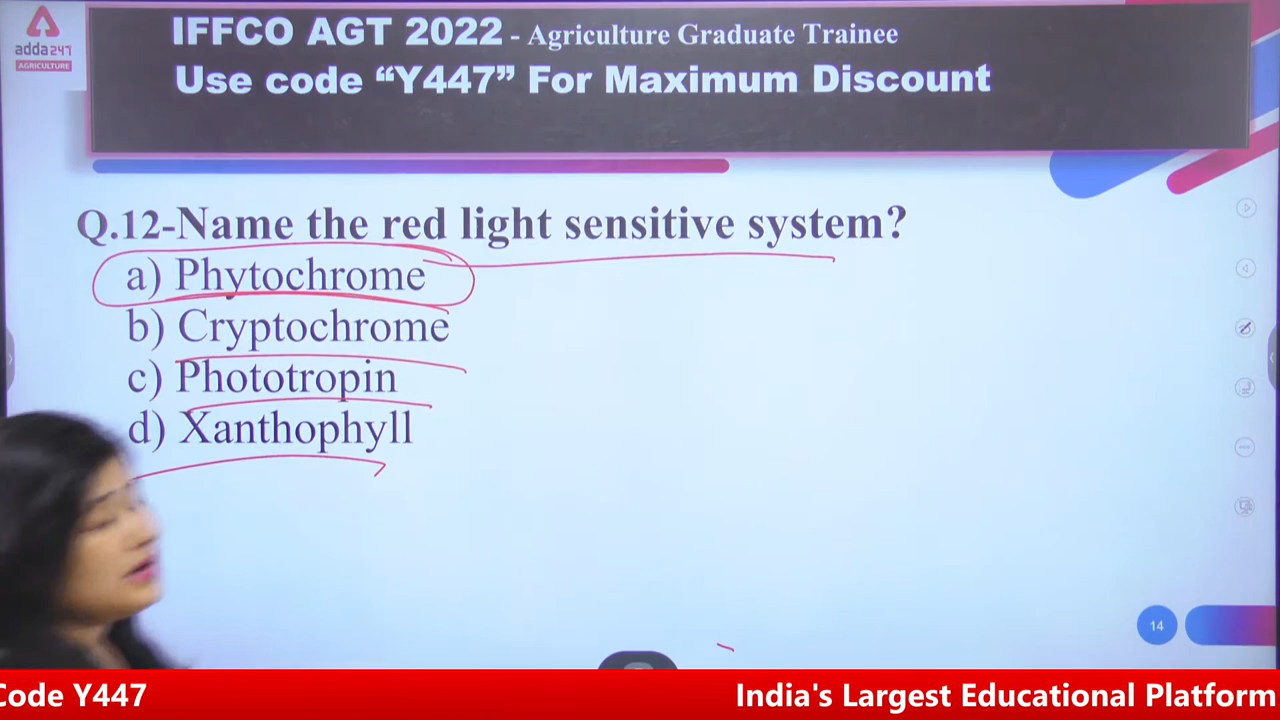 adda247
AGRICULTURE
IFFCO AGT 2022 - Agriculture Graduate Trainee
Use code “Y447” For Maximum Discount
Q.12-Name the red light sensitive system?
a) Phytochrome
b) Cryptochrome
c) Phototropin
d) Xanthophyll
14
Code Y447
India's Largest Educational Platform